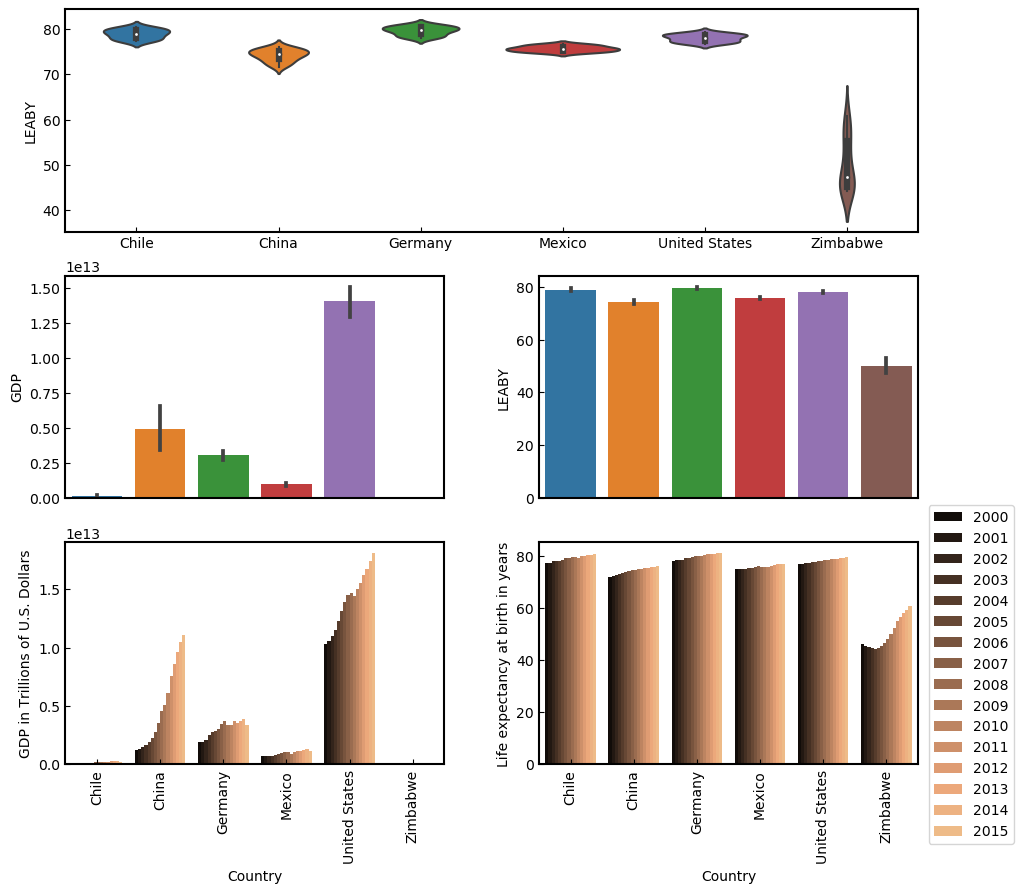 80
70
60
50
40
LEABY
Chile China Germany Mexico United States Zimbabwe
1e13
1.50
1.25
1.00
0.75
0.50
0.25
0.00
GDP
80
60
40
20
0
LEABY
1e13
1.5
1.0
0.5
0.0
GDP in Trillions of U.S. Dollars
Chile
China
Germany
Mexico
United States
Zimbabwe
Country
80
60
40
20
0
Life expectancy at birth in years
Chile
China
Germany
Mexico
United States
Zimbabwe
Country
2000
2001
2002
2003
2004
2005
2006
2007
2008
2009
2010
2011
2012
2013
2014
2015